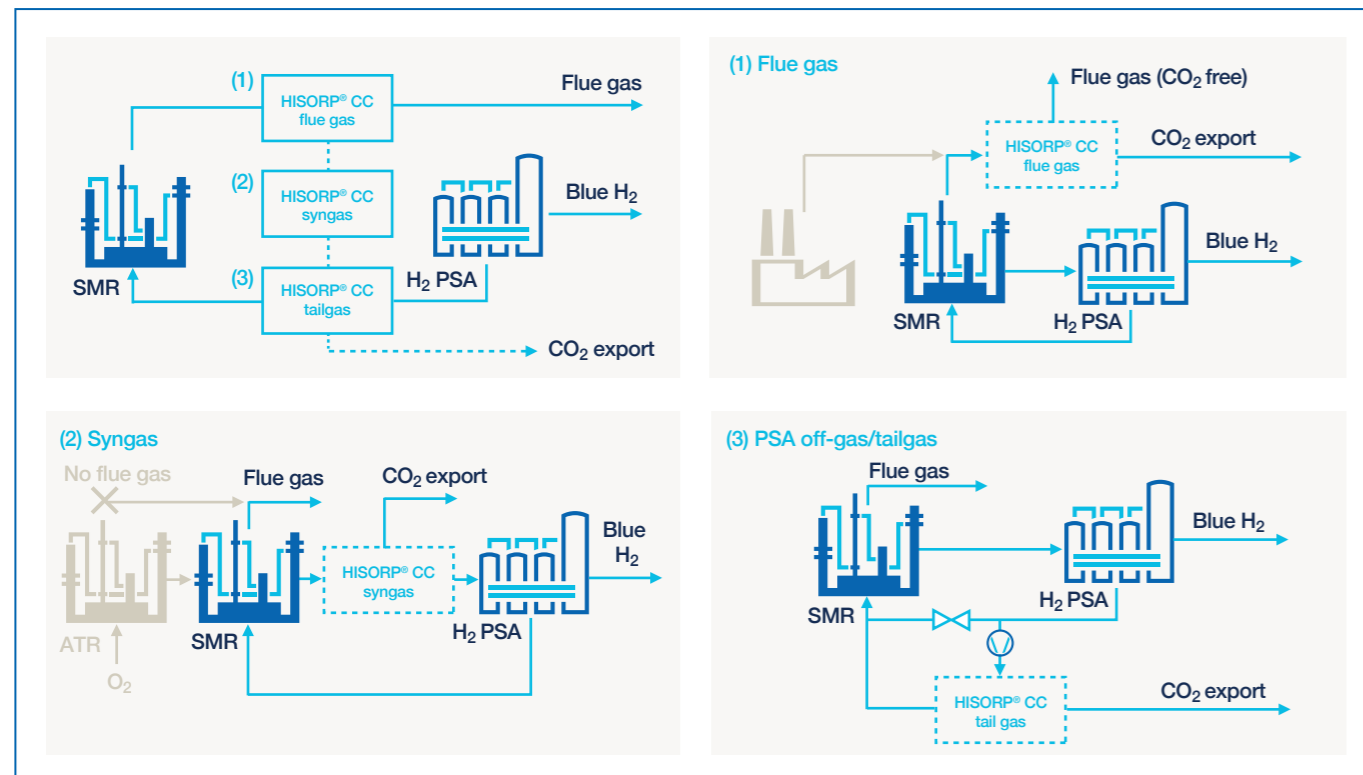 (1)
HISORP® CC
flue gas
Flue gas
(2)
HISORP® CC
syngas
Blue H₂
SMR
(3)
HISORP® CC
tailgas
H₂ PSA
CO₂ export
(1) Flue gas
Flue gas (CO₂ free)
HISORP® CC
flue gas
CO₂ export
Blue H₂
SMR
H₂ PSA
(2) Syngas
No flue gas
Flue gas
CO₂ export
Blue
H₂
HISORP® CC
syngas
ATR
SMR
H₂ PSA
O₂
(3) PSA off-gas/tailgas
Flue gas
Blue H₂
SMR
H₂ PSA
HISORP® CC
tail gas
CO₂ export